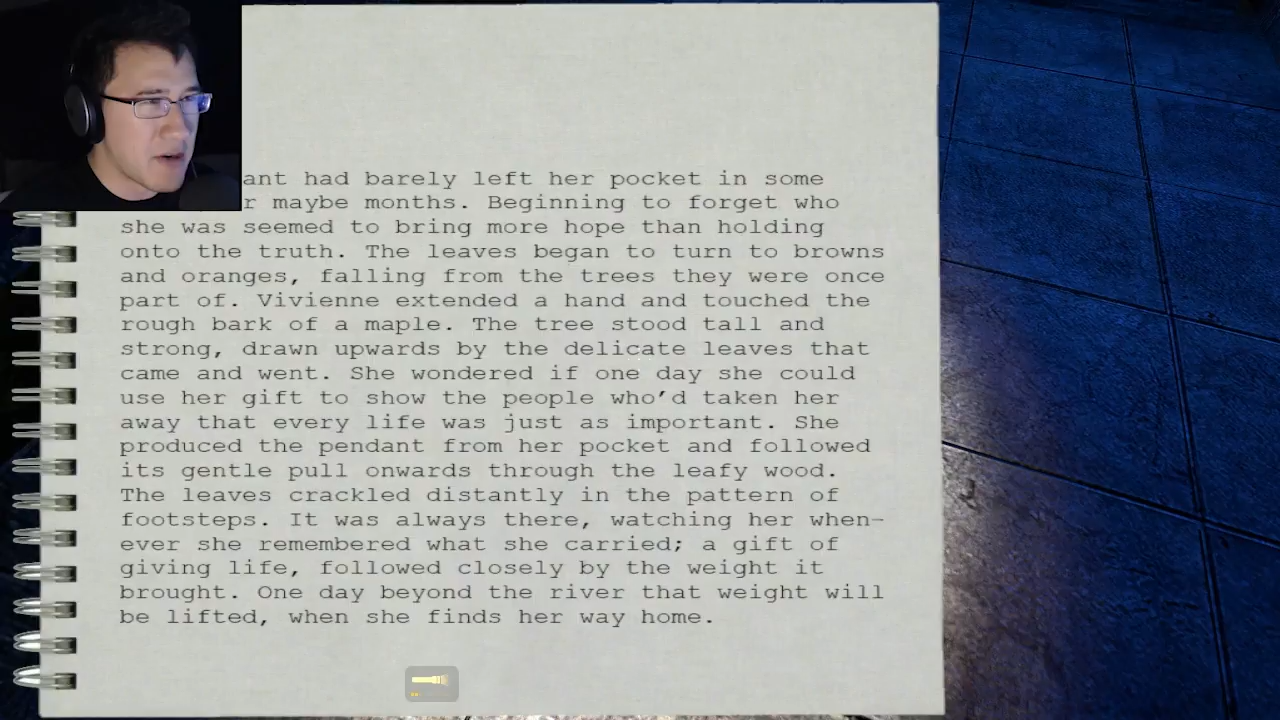 ant had barely left her pocket in some
r maybe months. Beginning to forget who
she was seemed to bring more hope than holding
onto the truth. The leaves began to turn to browns
and oranges, falling from the trees they were once
part of. Vivienne extended a hand and touched the
rough bark of a maple. The tree stood tall and
strong, drawn upwards by the delicate leaves that
came and went. She wondered if one day she could
use her gift to show the people who’d taken her
away that every life was just as important. She
produced the pendant from her pocket and followed
its gentle pull onwards through the leafy wood.
The leaves crackled distantly in the pattern of
footsteps. It was always there, watching her when-
ever she remembered what she carried; a gift of
giving life, followed closely by the weight it
brought. One day beyond the river that weight will
be lifted, when she finds her way home.